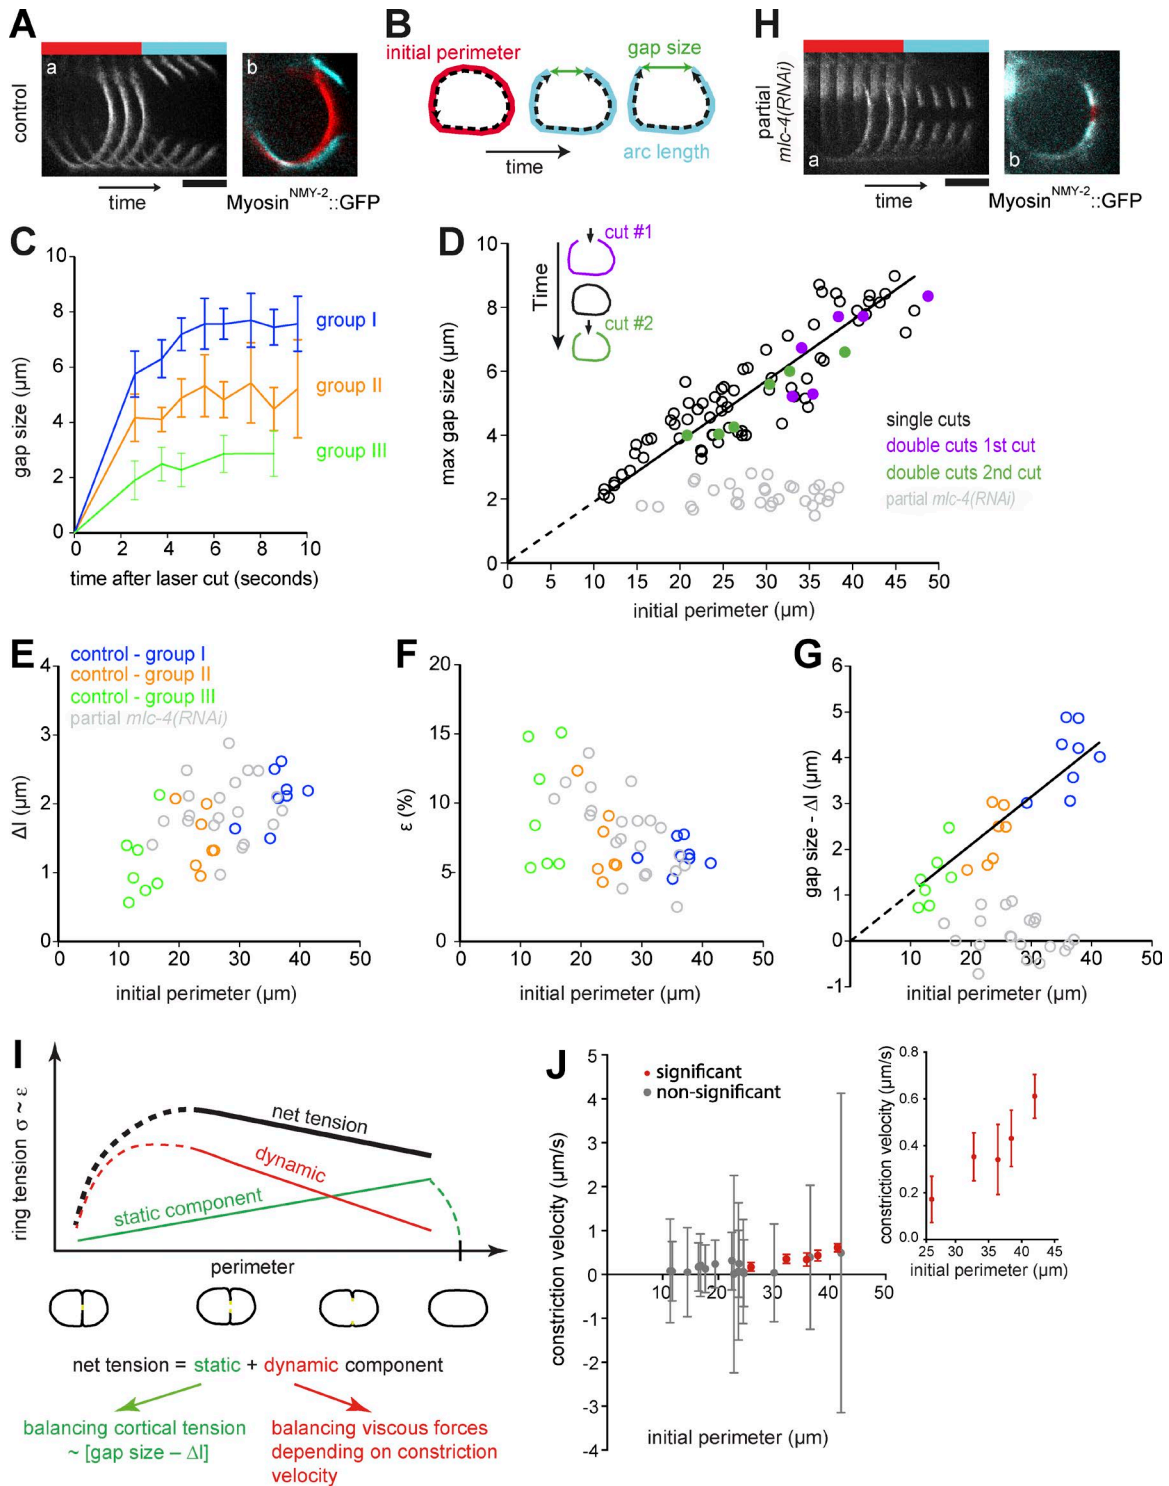 A
control
a
b
time
Myosin^NMY-2::GFP
B
initial perimeter
gap size
time
arc length
H
partial
mlc-4(RNAi)
a
b
time
Myosin^NMY-2::GFP
C
gap size (µm)
10
8
6
4
2
0
group I
group II
group III
0 2 4 6 8 10
time after laser cut (seconds)
D
max gap size (µm)
10
8
6
4
2
0
Time
cut #1
cut #2
single cuts
double cuts 1st cut
double cuts 2nd cut
partial mlc-4(RNAi)
0 5 10 15 20 25 30 35 40 45 50
initial perimeter (µm)
E
control - group I
control - group II
control - group III
partial mlc-4(RNAi)
Δl (µm)
4
3
2
1
0
0 10 20 30 40 50
initial perimeter (µm)
F
ε (%)
20
15
10
5
0
0 10 20 30 40 50
initial perimeter (µm)
G
gap size - Δl (µm)
6
5
4
3
2
1
0
-1
10 20 30 40 50
initial perimeter (µm)
I
ring tension σ ~ ε
net tension
dynamic
static component
perimeter
net tension = static + dynamic component
balancing cortical tension
~ [gap size – Δl]
balancing viscous forces
depending on constriction
velocity
J
constriction velocity (µm/s)
5
4
3
2
1
0
-1
-2
-3
-4
significant
non-significant
10 20 30 40 50
initial perimeter (µm)
constriction velocity (µm/s)
0.8
0.6
0.4
0.2
0.0
25 30 35 40 45
initial perimeter (µm)